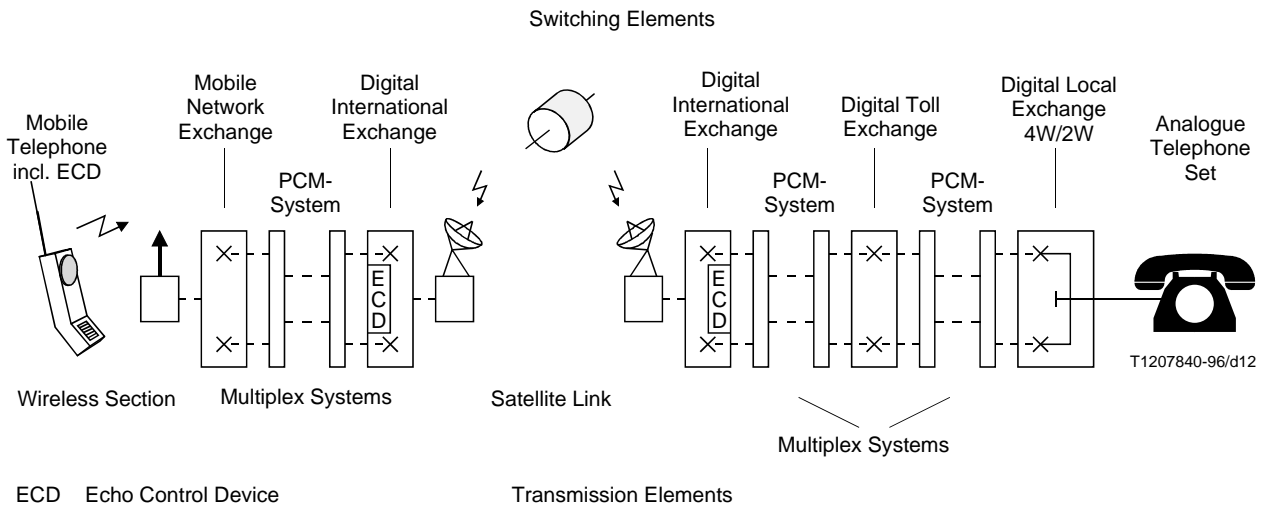 Switching Elements
Mobile
Telephone
incl. ECD
Mobile
Network
Exchange
Digital
International
Exchange
Digital
International
Exchange
Digital Toll
Exchange
Digital Local
Exchange
4W/2W
Analogue
Telephone
Set
PCM-
System
PCM-
System
PCM-
System
E
C
D
E
C
D
T1207840-96/d12
Wireless Section
Multiplex Systems
Satellite Link
Multiplex Systems
ECD Echo Control Device
Transmission Elements